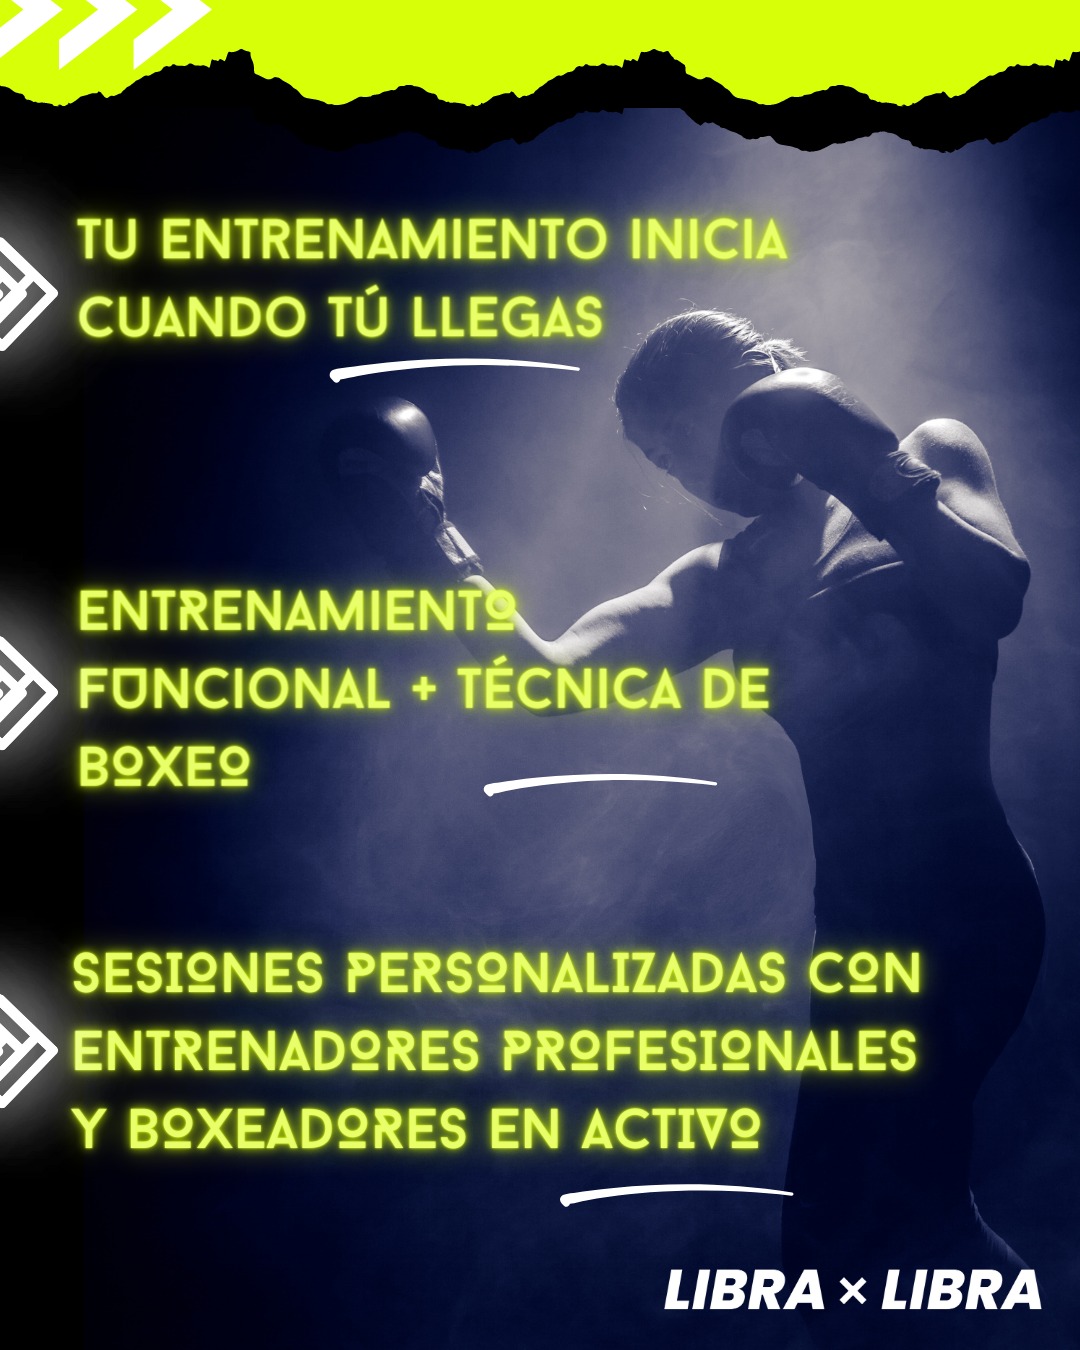 TU ENTRENAMIENTO INICIA
CUANDO TÚ LLEGAS
ENTRENAMIENTO
FUNCIONAL + TÉCNICA DE
BOXEO
SESIONES PERSONALIZADAS CON
ENTRENADORES PROFESIONALES
Y BOXEADORES EN ACTIVO
LIBRA × LIBRA